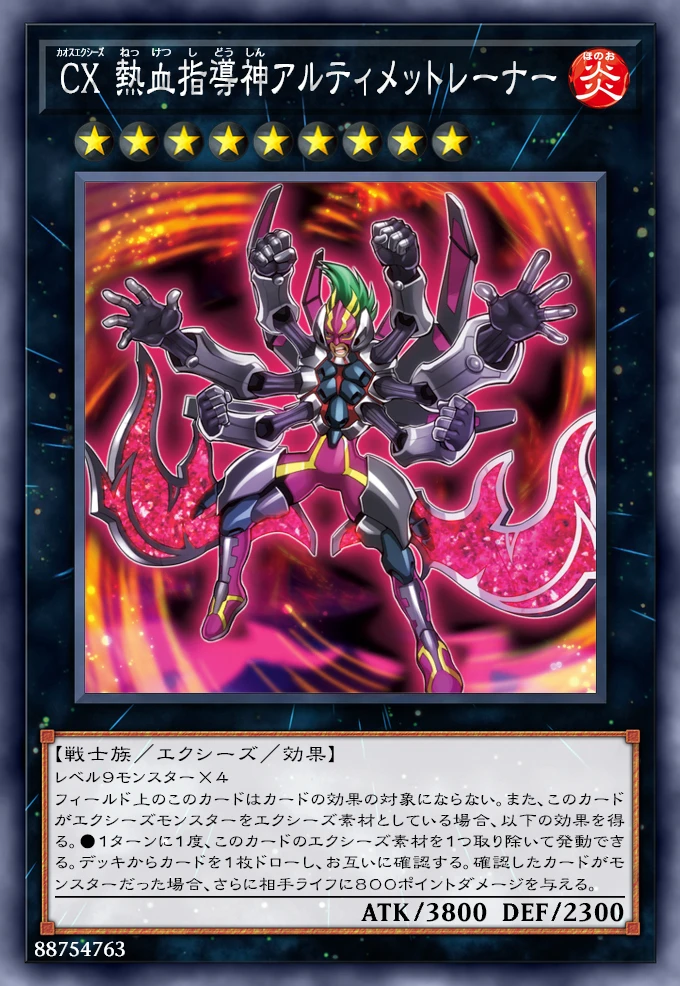 カオスエクシーズ ねっ けつ し どう しん
CX 熱血指導神アルティメットレーナー
ほのお
炎
【戦士族／エクシーズ／効果】
レベル９モンスター×４
フィールド上のこのカードはカードの効果の対象にならない。また、このカード
がエクシーズモンスターをエクシーズ素材としている場合、以下の効果を得
る。●１ターンに１度、このカードのエクシーズ素材を１つ取り除いて発動でき
る。デッキからカードを１枚ドローし、お互いに確認する。確認したカードがモ
ンスターだった場合、さらに相手ライフに８００ポイントダメージを与える。
ATK/3800 DEF/2300
88754763